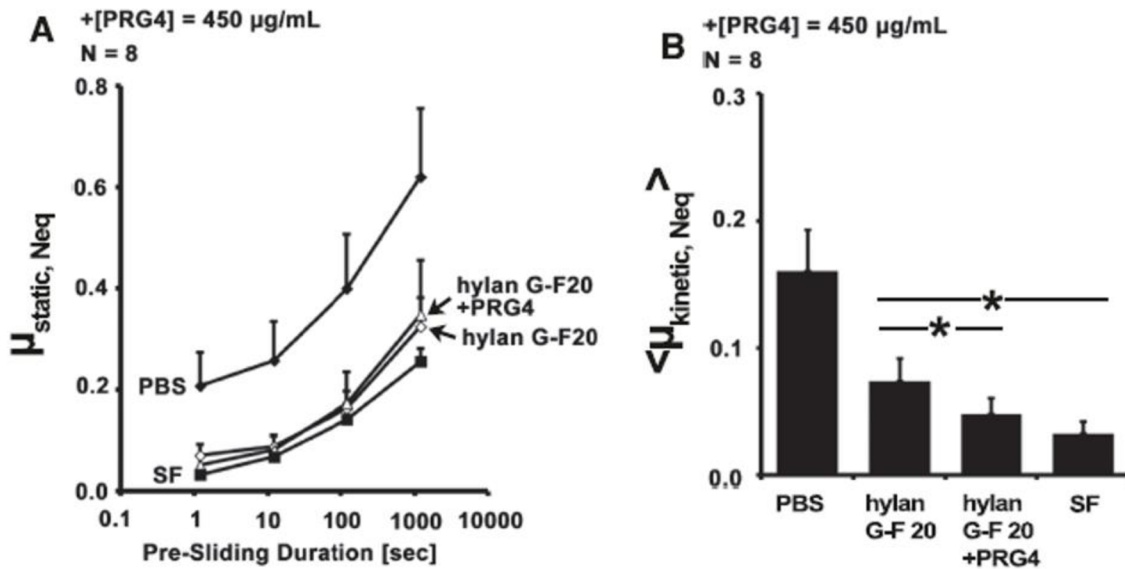 A
+[PRG4] = 450 µg/mL
N = 8
0.8
0.6
0.4
0.2
0.0
µstatic, Neq
PBS
SF
hylan G-F20
+PRG4
hylan G-F20
0.1 1 10 100 1000 10000
Pre-Sliding Duration [sec]
B
+[PRG4] = 450 µg/mL
N = 8
0.3
0.2
0.1
0.0
<µkinetic, Neq>
*
*
PBS
hylan
G-F 20
hylan
G-F 20
+PRG4
SF